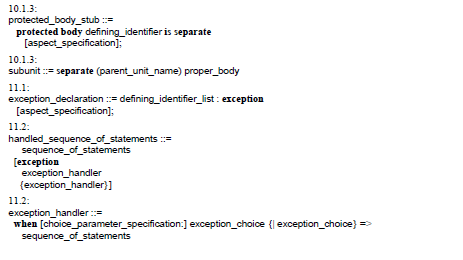 10.1.3:
protected_body_stub ::=
protected body defining_identifier is separate
[aspect_specification];
10.1.3:
subunit ::= separate (parent_unit_name) proper_body
11.1:
exception_declaration ::= defining_identifier_list : exception
[aspect_specification];
11.2:
handled_sequence_of_statements ::=
sequence_of_statements
[exception
exception_handler
{exception_handler}]
11.2:
exception_handler ::=
when [choice_parameter_specification:] exception_choice {| exception_choice} =>
sequence_of_statements